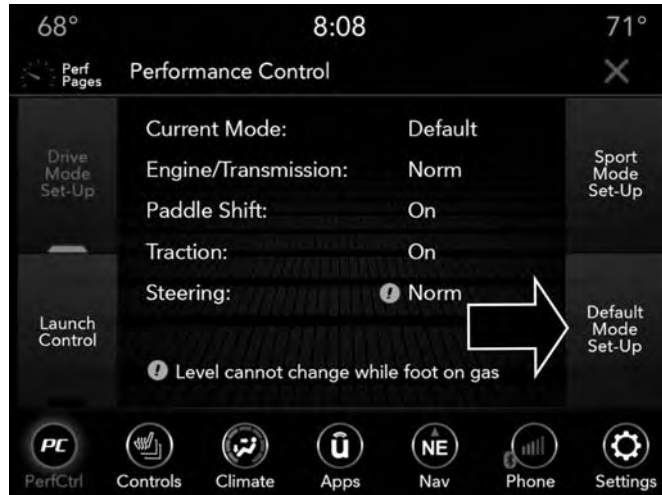 68° 8:08 71°
Perf
Pages
Performance Control
Drive
Mode
Set-Up
Launch
Control
Current Mode: Default
Engine/Transmission: Norm
Paddle Shift: On
Traction: On
Steering: ! Norm
! Level cannot change while foot on gas
Sport
Mode
Set-Up
Default
Mode
Set-Up
PC NE
PerfCtrl Controls Climate Apps Nav Phone Settings